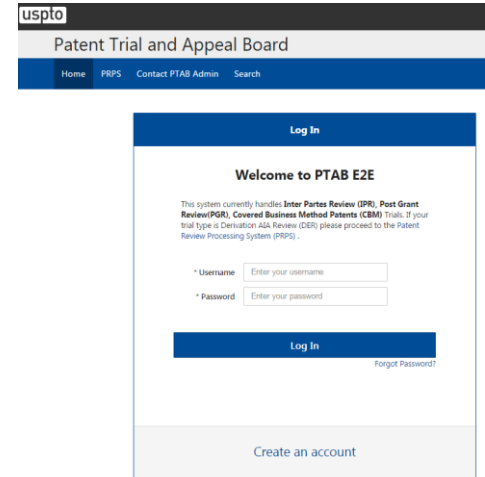 uspto
Patent Trial and Appeal Board
Home PRPS Contact PTAB Admin Search
Log In
Welcome to PTAB E2E
This system currently handles Inter Partes Review (IPR), Post Grant
Review(PGR), Covered Business Method Patents (CBM) Trials. If your
trial type is Derivation AIA Review (DER) please proceed to the Patent
Review Processing System (PRPS) .
* Username Enter your username
* Password Enter your password
Log In
Forgot Password?
Create an account